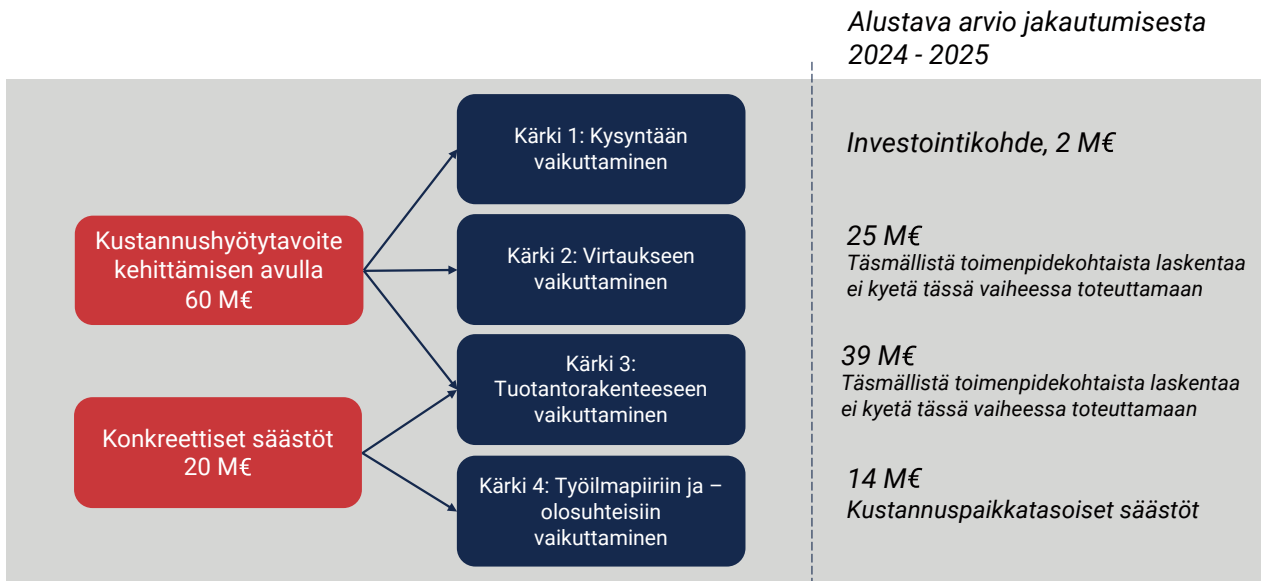 Alustava arvio jakautumisesta
2024 - 2025
Kustannushyötytavoite
kehittämisen avulla
60 M€
Konkreettiset säästöt
20 M€
Kärki 1: Kysyntään
vaikuttaminen
Investointikohde, 2 M€
Kärki 2: Virtaukseen
vaikuttaminen
25 M€
Täsmällistä toimenpidekohtaista laskentaa
ei kyetä tässä vaiheessa toteuttamaan
Kärki 3:
Tuotantorakenteeseen
vaikuttaminen
39 M€
Täsmällistä toimenpidekohtaista laskentaa
ei kyetä tässä vaiheessa toteuttamaan
Kärki 4: Työilmapiiriin ja –
olosuhteisiin
vaikuttaminen
14 M€
Kustannuspaikkatasoiset säästöt